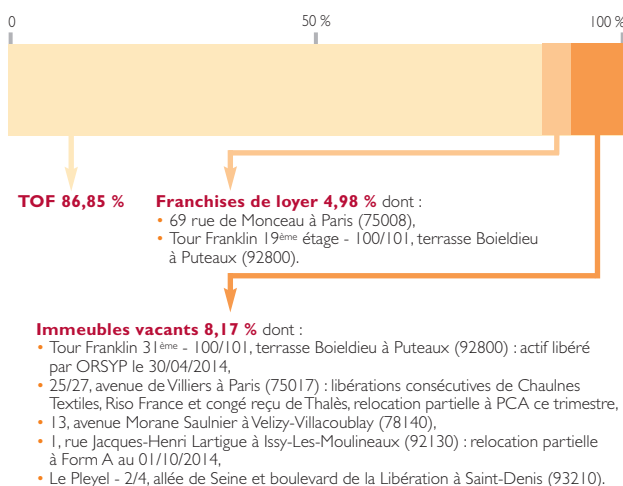 0 50 % 100 %
TOF 86,85 %
Franchises de loyer 4,98 % dont :
• 69 rue de Monceau à Paris (75008),
• Tour Franklin 19ème étage - 100/101, terrasse Boieldieu
à Puteaux (92800).
Immeubles vacants 8,17 % dont :
• Tour Franklin 31ème - 100/101, terrasse Boieldieu à Puteaux (92800) : actif libéré
par ORSYP le 30/04/2014,
• 25/27, avenue de Villiers à Paris (75017) : libérations consécutives de Chaulnes
Textiles, Riso France et congé reçu de Thalès, relocation partielle à PCA ce trimestre,
• 13, avenue Morane Saulnier à Velizy-Villacoublay (78140),
• 1, rue Jacques-Henri Lartigue à Issy-Les-Moulineaux (92130) : relocation partielle
à Form A au 01/10/2014,
• Le Pleyel - 2/4, allée de Seine et boulevard de la Libération à Saint-Denis (93210).